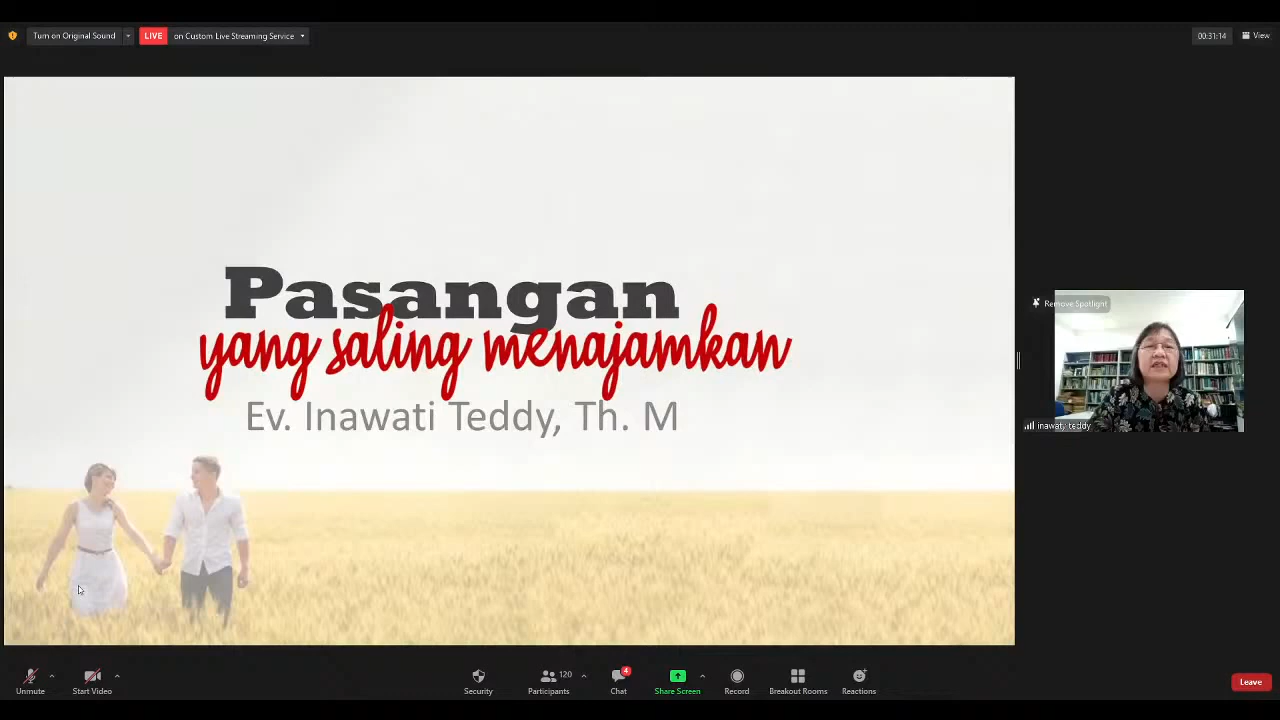 Turn on Original Sound
LIVE on Custom Live Streaming Service
00:31:14
View
Pasangan
yang saling menajamkan
Ev. Inawati Teddy, Th. M
Remove Spotlight
inawaty teddy
Unmute
Start Video
Security
120
Participants
4
Chat
Share Screen
Record
Breakout Rooms
Reactions
Leave